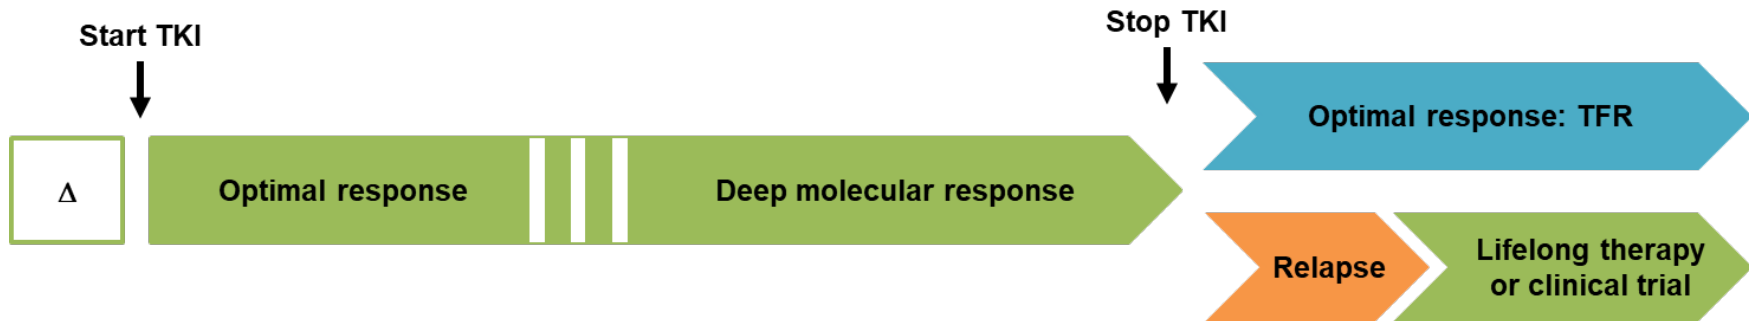 Start TKI
Stop TKI
Δ
Optimal response
Deep molecular response
Optimal response: TFR
Relapse
Lifelong therapy
or clinical trial